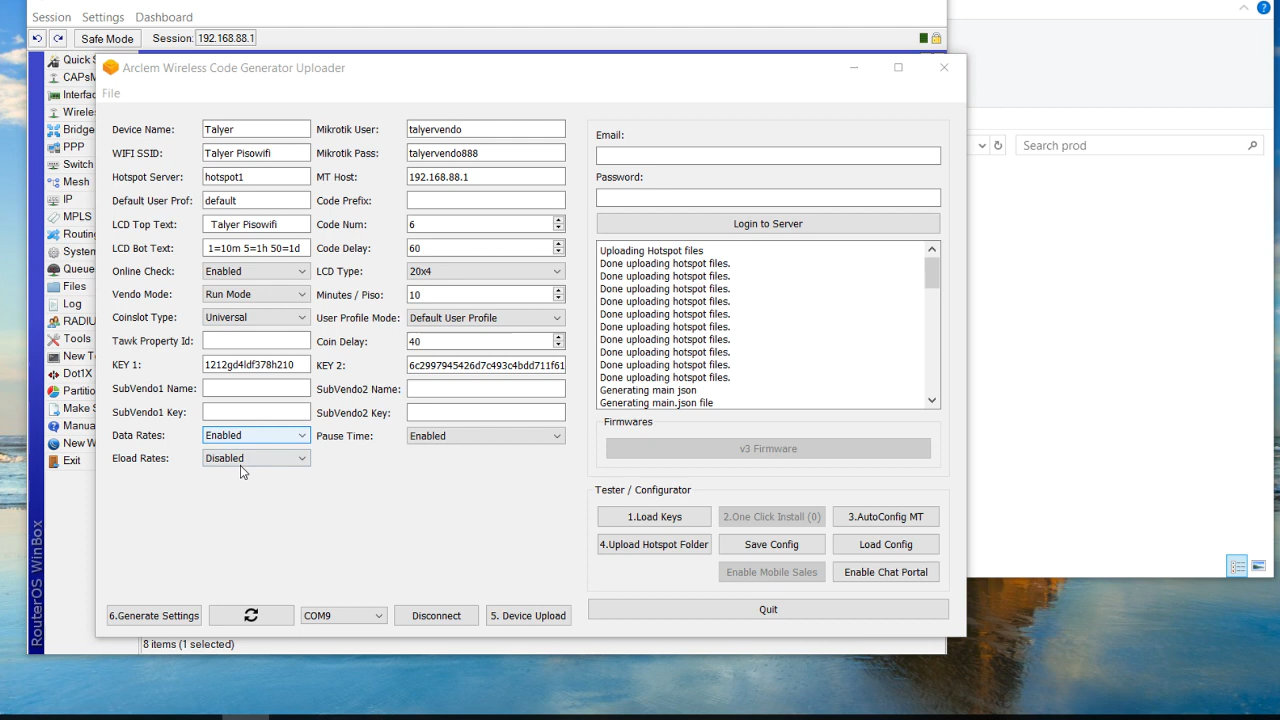 Session Settings Dashboard
Safe Mode Session: 192.168.88.1
Quick S
CAPsM
Interfac
Wireles
Bridge
PPP
Switch
Mesh
IP
MPLS
Routing
System
Queue
Files
Log
RADIU
Tools
New T
Dot1X
Partitio
Make S
Manua
New W
Exit
RouterOS WinBox
8 items (1 selected)
Search prod
Arclem Wireless Code Generator Uploader
File
Device Name: Talyer Mikrotik User: talyervendo
WIFI SSID: Talyer Pisowifi Mikrotik Pass: talyervendo888
Hotspot Server: hotspot1 MT Host: 192.168.88.1
Default User Prof: default Code Prefix:
LCD Top Text: Talyer Pisowifi Code Num: 6
LCD Bot Text: 1=10m 5=1h 50=1d Code Delay: 60
Online Check: Enabled LCD Type: 20x4
Vendo Mode: Run Mode Minutes / Piso: 10
Coinslot Type: Universal User Profile Mode: Default User Profile
Tawk Property Id: Coin Delay: 40
KEY 1: 1212gd4ldf378h210 KEY 2: 6c2997945426d7c493c4bdd711f61
SubVendo1 Name: SubVendo2 Name:
SubVendo1 Key: SubVendo2 Key:
Data Rates: Enabled Pause Time: Enabled
Eload Rates: Disabled
6.Generate Settings COM9 Disconnect 5. Device Upload
Email:
Password:
Login to Server
Uploading Hotspot files
Done uploading hotspot files.
Done uploading hotspot files.
Done uploading hotspot files.
Done uploading hotspot files.
Done uploading hotspot files.
Done uploading hotspot files.
Done uploading hotspot files.
Done uploading hotspot files.
Done uploading hotspot files.
Done uploading hotspot files.
Generating main json
Generating main.json file
Firmwares
v3 Firmware
Tester / Configurator
1.Load Keys 2.One Click Install (0) 3.AutoConfig MT
4.Upload Hotspot Folder Save Config Load Config
Enable Mobile Sales Enable Chat Portal
Quit